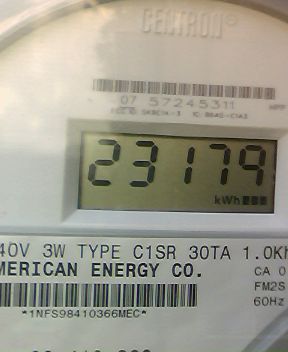 CENTRON®
07 57245311
23179
kWh
40V 3W TYPE C1SR 30TA 1.0Kh
MERICAN ENERGY CO.
CA 0
FM2S
60Hz
*1NFS98410366MEC*